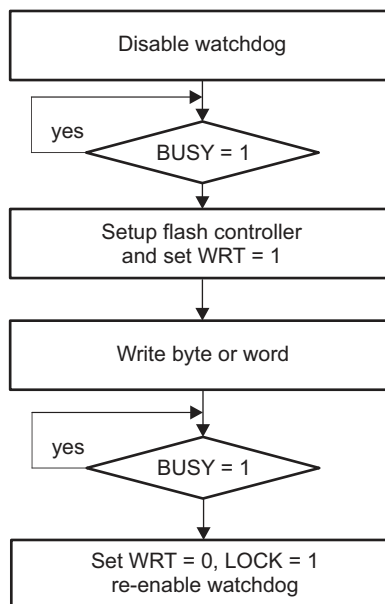 Disable watchdog
yes
BUSY = 1
Setup flash controller
and set WRT = 1
Write byte or word
yes
BUSY = 1
Set WRT = 0, LOCK = 1
re-enable watchdog